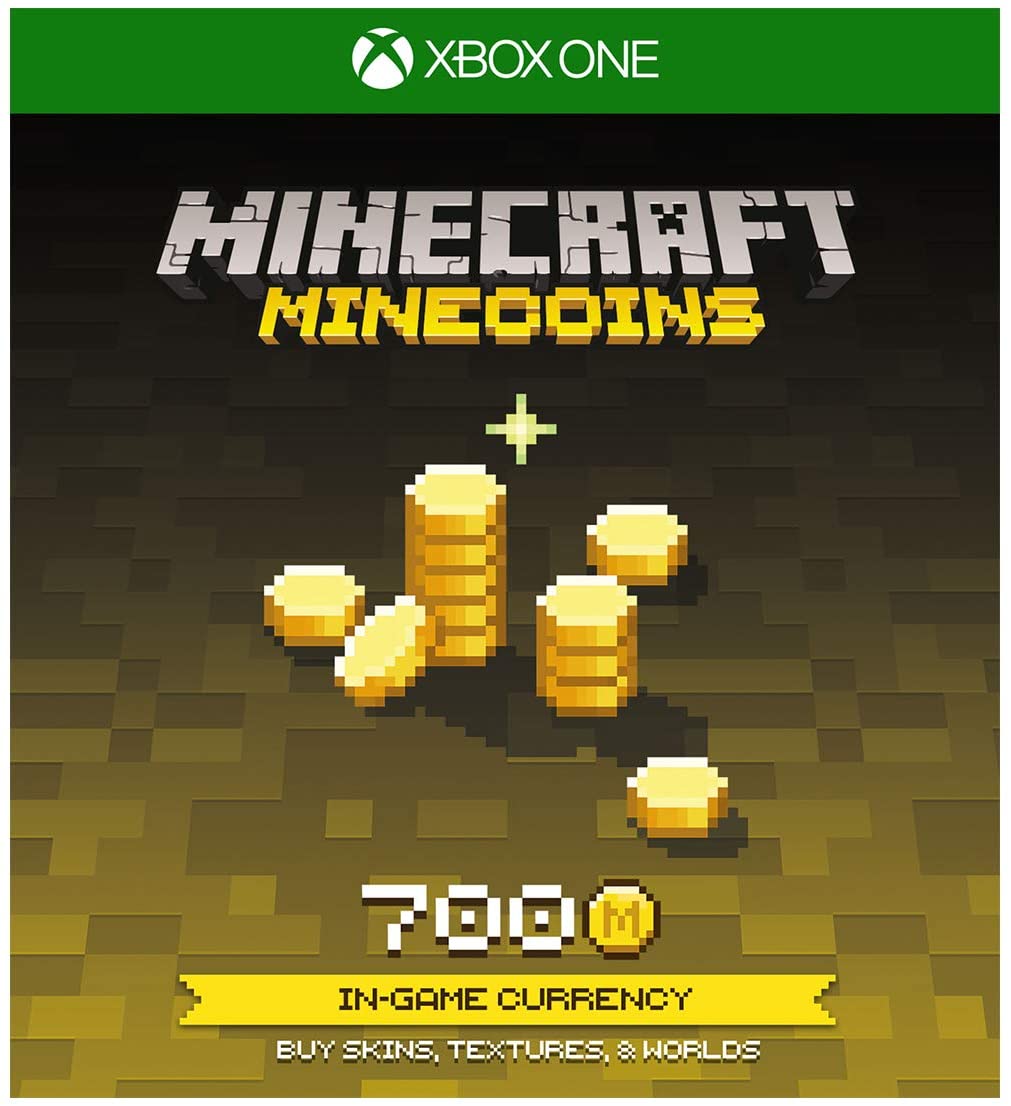 XBOX ONE
MINECRAFT
MINECOINS
700 M
IN-GAME CURRENCY
BUY SKINS, TEXTURES, & WORLDS